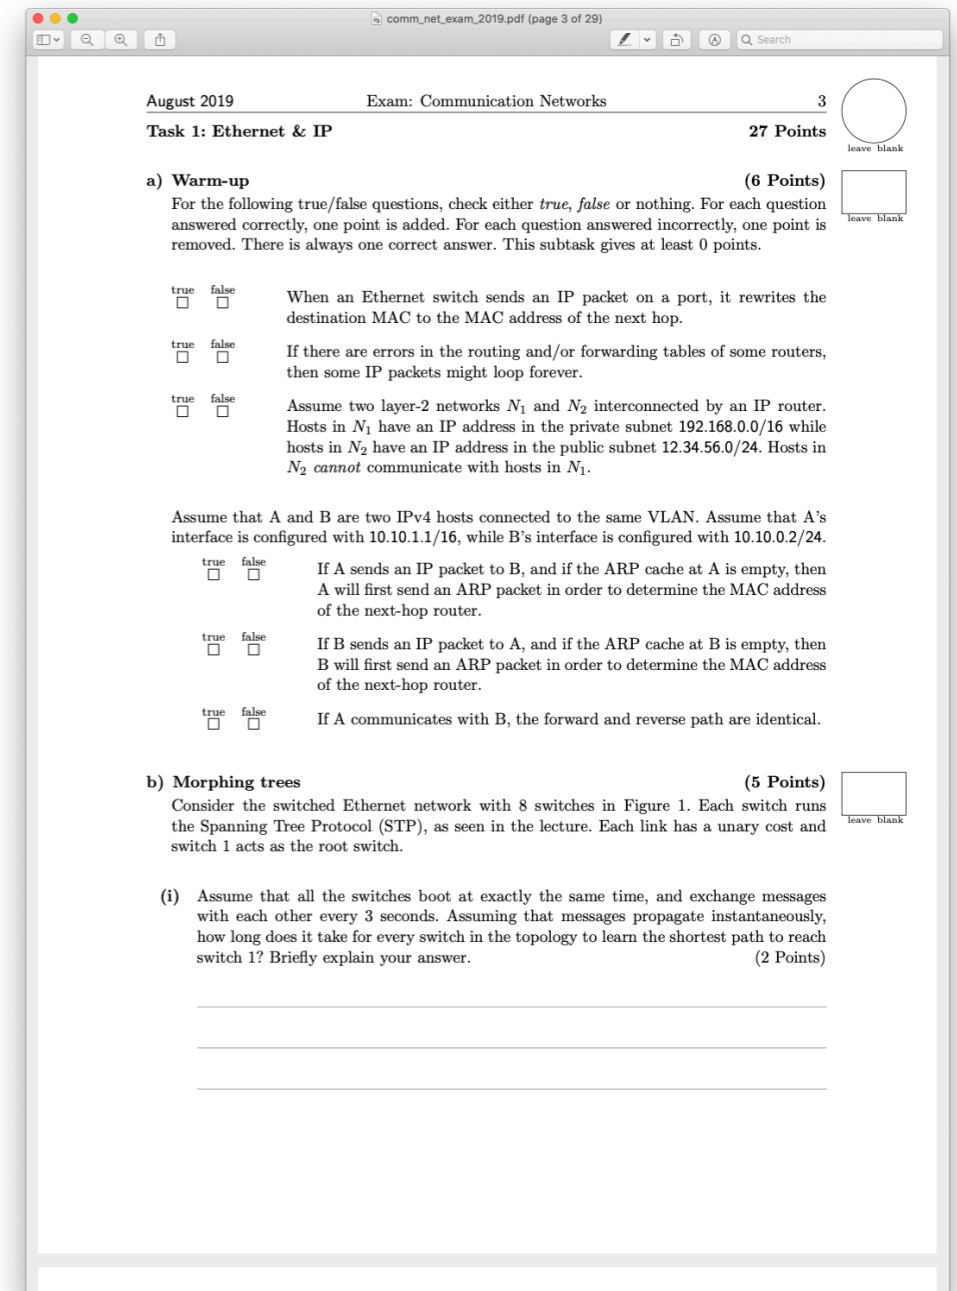 comm_net_exam_2019.pdf (page 3 of 29)
Search
August 2019 Exam: Communication Networks 3
Task 1: Ethernet & IP 27 Points
leave blank
a) Warm-up (6 Points)
For the following true/false questions, check either true, false or nothing. For each question
answered correctly, one point is added. For each question answered incorrectly, one point is
removed. There is always one correct answer. This subtask gives at least 0 points.
leave blank
true false
When an Ethernet switch sends an IP packet on a port, it rewrites the
destination MAC to the MAC address of the next hop.
true false
If there are errors in the routing and/or forwarding tables of some routers,
then some IP packets might loop forever.
true false
Assume two layer-2 networks N1 and N2 interconnected by an IP router.
Hosts in N1 have an IP address in the private subnet 192.168.0.0/16 while
hosts in N2 have an IP address in the public subnet 12.34.56.0/24. Hosts in
N2 cannot communicate with hosts in N1.
Assume that A and B are two IPv4 hosts connected to the same VLAN. Assume that A's
interface is configured with 10.10.1.1/16, while B's interface is configured with 10.10.0.2/24.
true false
If A sends an IP packet to B, and if the ARP cache at A is empty, then
A will first send an ARP packet in order to determine the MAC address
of the next-hop router.
true false
If B sends an IP packet to A, and if the ARP cache at B is empty, then
B will first send an ARP packet in order to determine the MAC address
of the next-hop router.
true false
If A communicates with B, the forward and reverse path are identical.
b) Morphing trees (5 Points)
Consider the switched Ethernet network with 8 switches in Figure 1. Each switch runs
the Spanning Tree Protocol (STP), as seen in the lecture. Each link has a unary cost and
switch 1 acts as the root switch.
leave blank
(i) Assume that all the switches boot at exactly the same time, and exchange messages
with each other every 3 seconds. Assuming that messages propagate instantaneously,
how long does it take for every switch in the topology to learn the shortest path to reach
switch 1? Briefly explain your answer. (2 Points)